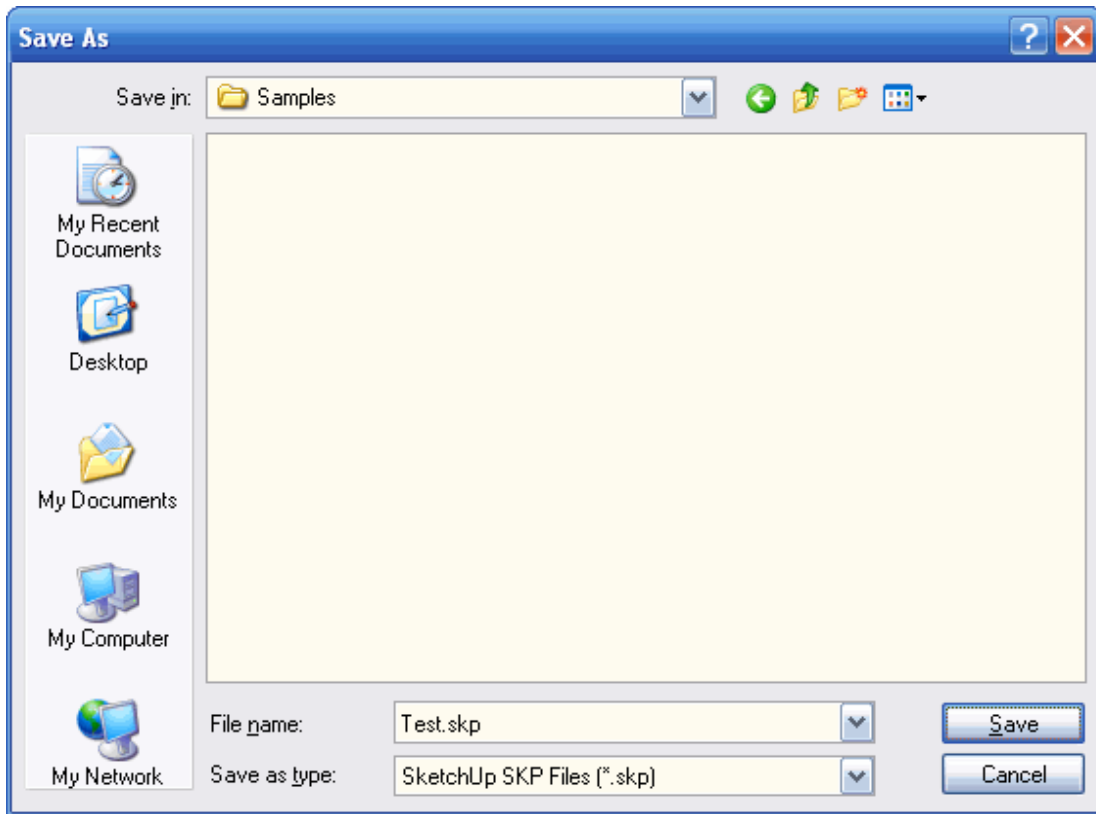 Save As
Save in: Samples
My Recent
Documents
Desktop
My Documents
My Computer
My Network
File name: Test.skp
Save
Save as type: SketchUp SKP Files (*.skp)
Cancel